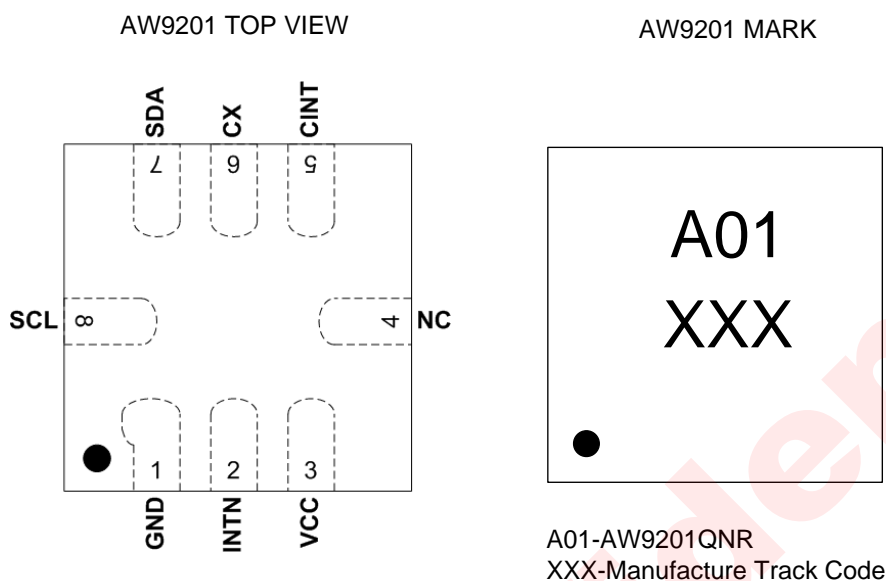 AW9201 TOP VIEW
AW9201 MARK
SDA
CX
CINT
7
6
5
SCL
8
4
NC
1
2
3
GND
INTN
VCC
A01
XXX
A01-AW9201QNR
XXX-Manufacture Track Code